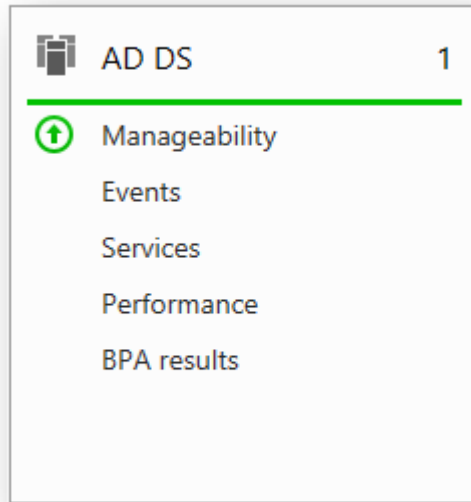 AD DS 1
Manageability
Events
Services
Performance
BPA results